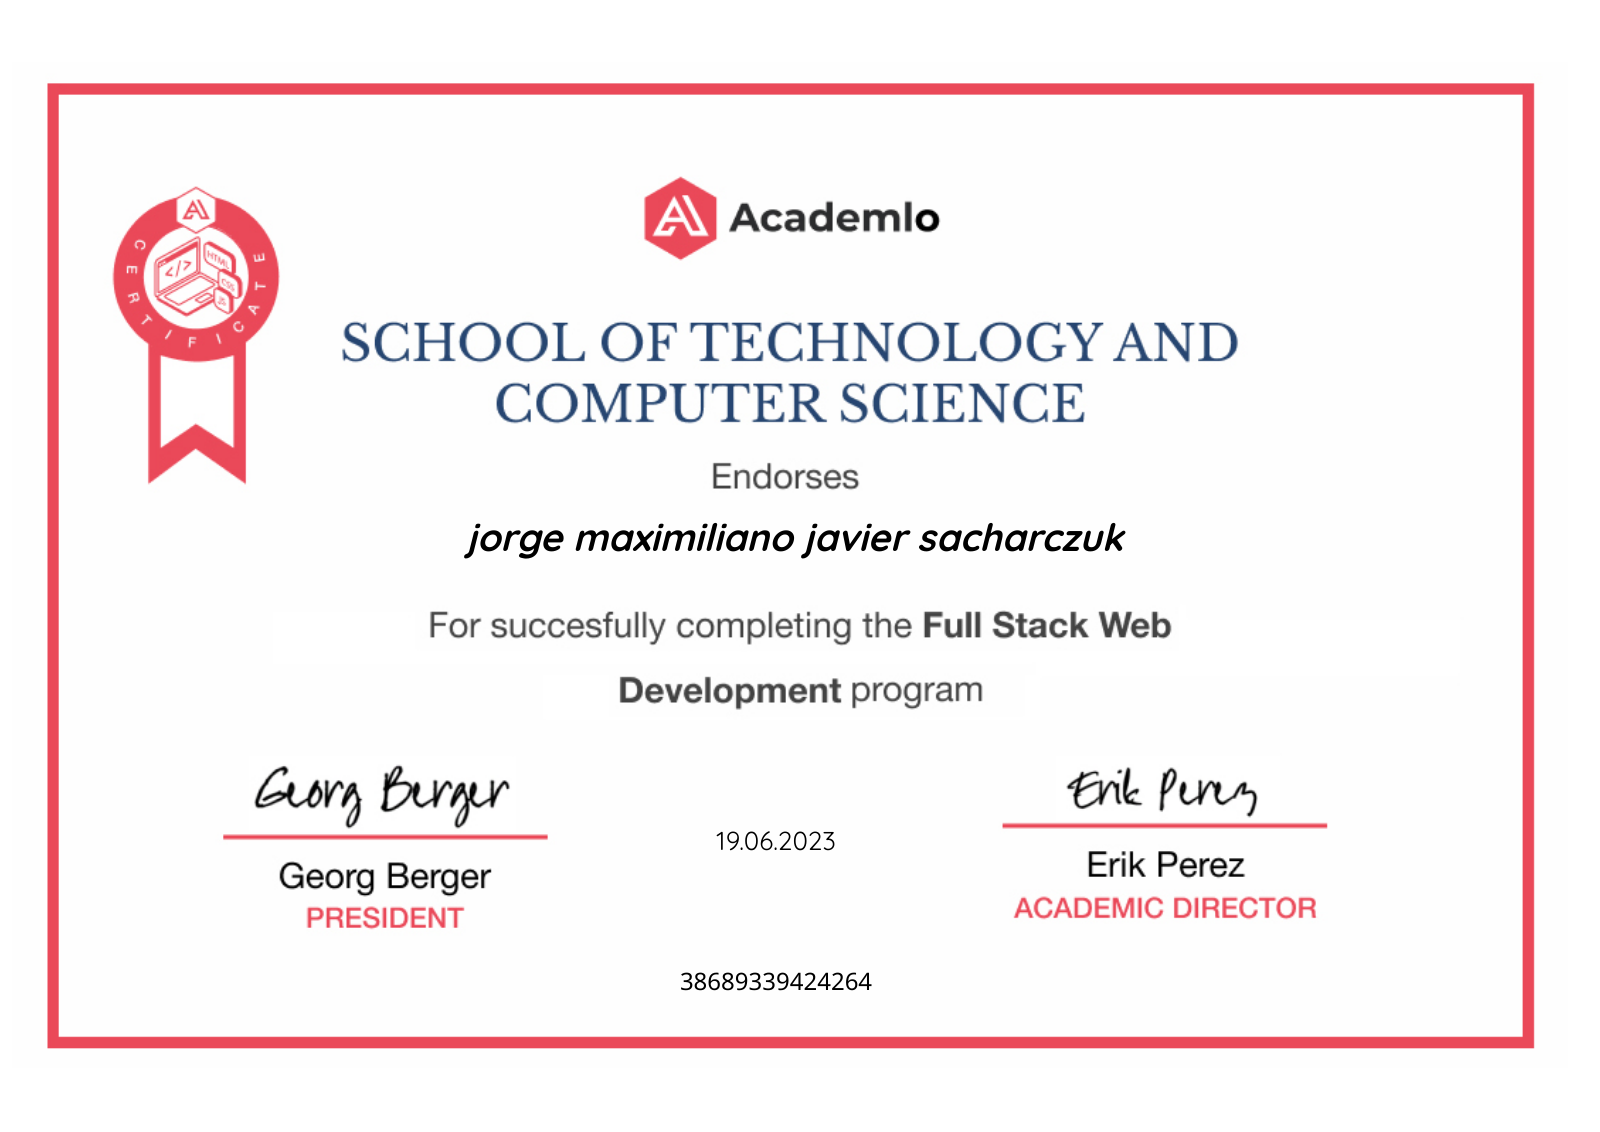 Academlo
CERTIFICATE
</>
HTML
CSS
JS
SCHOOL OF TECHNOLOGY AND
COMPUTER SCIENCE
Endorses
jorge maximiliano javier sacharczuk
For succesfully completing the Full Stack Web
Development program
Georg Berger
Erik Perez
19.06.2023
Georg Berger
PRESIDENT
Erik Perez
ACADEMIC DIRECTOR
38689339424264